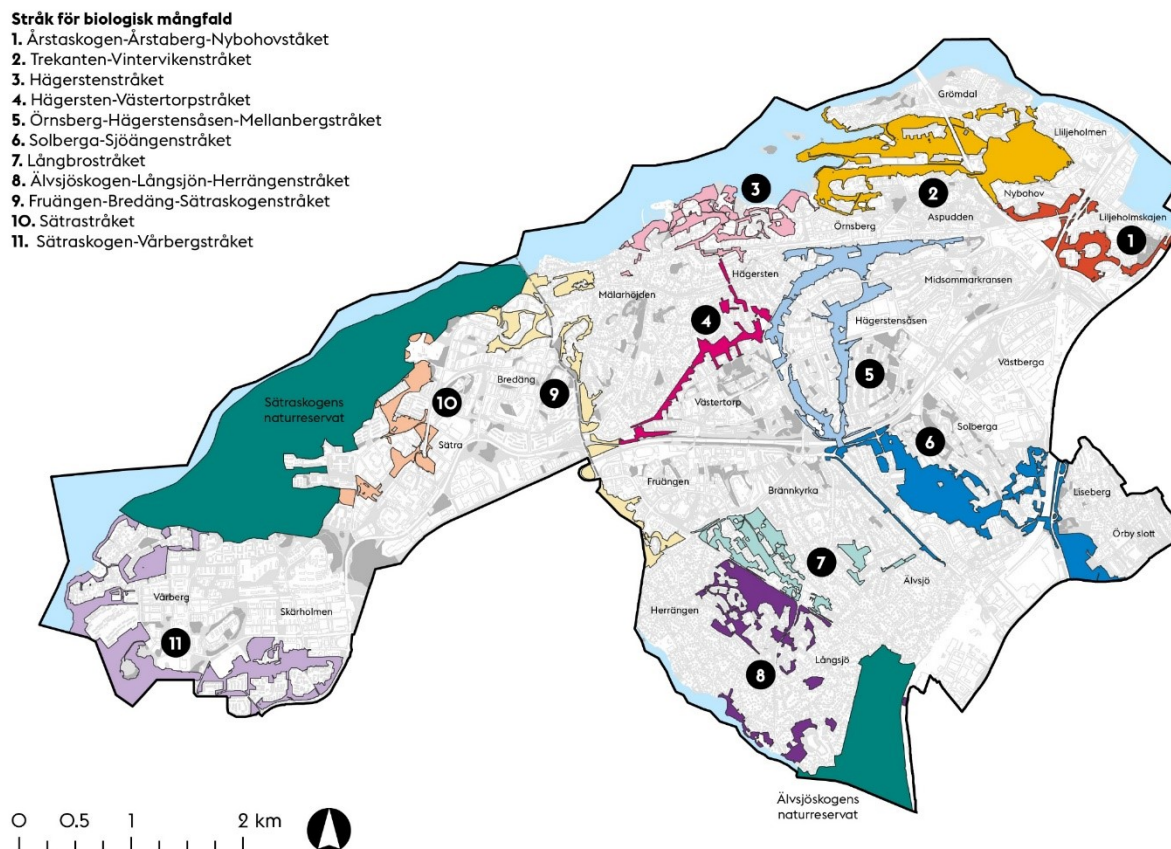 Stråk för biologisk mångfald
1. Årstaskogen-Årstaberg-Nybohovståket
2. Trekanten-Vintervikenstråket
3. Hägerstenstråket
4. Hägersten-Västertorpstråket
5. Örnsberg-Hägerstensåsen-Mellanbergstråket
6. Solberga-Sjöängenstråket
7. Långbrostråket
8. Älvsjöskogen-Långsjön-Herrängenstråket
9. Fruängen-Bredäng-Sätraskogenstråket
10. Sätrastråket
11. Sätraskogen-Vårbergstråket
Grömdal
Lliljeholmen
3
2
Nybohov
Aspudden
Liljeholmskajen
Örnsberg
1
Hägersten
Midsommarkransen
Mälarhöjden
4
Hägerstensåsen
Bredäng
Västberga
9
5
Sätraskogens
naturreservat
10
Västertorp
Solberga
Sätra
6
Fruängen
Brännkyrka
Liseberg
Örby slott
7
Älvsjö
Vårberg
Skärholmen
Herrängen
11
Långsjö
8
Älvsjöskogens
naturreservat
0 0.5 1 2 km